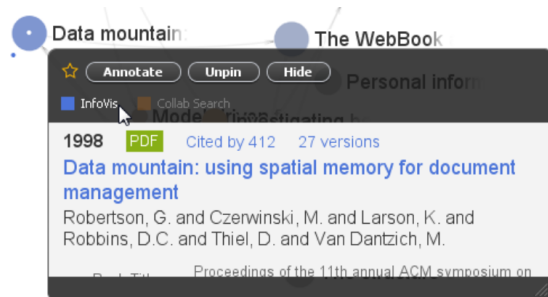 Data mountain:
The WebBook
Annotate Unpin Hide
Personal inform
InfoVis Collab Search
1998 PDF Cited by 412 27 versions
Data mountain: using spatial memory for document
management
Robertson, G. and Czerwinski, M. and Larson, K. and
Robbins, D.C. and Thiel, D. and Van Dantzich, M.
Proceedings of the 11th annual ACM symposium on